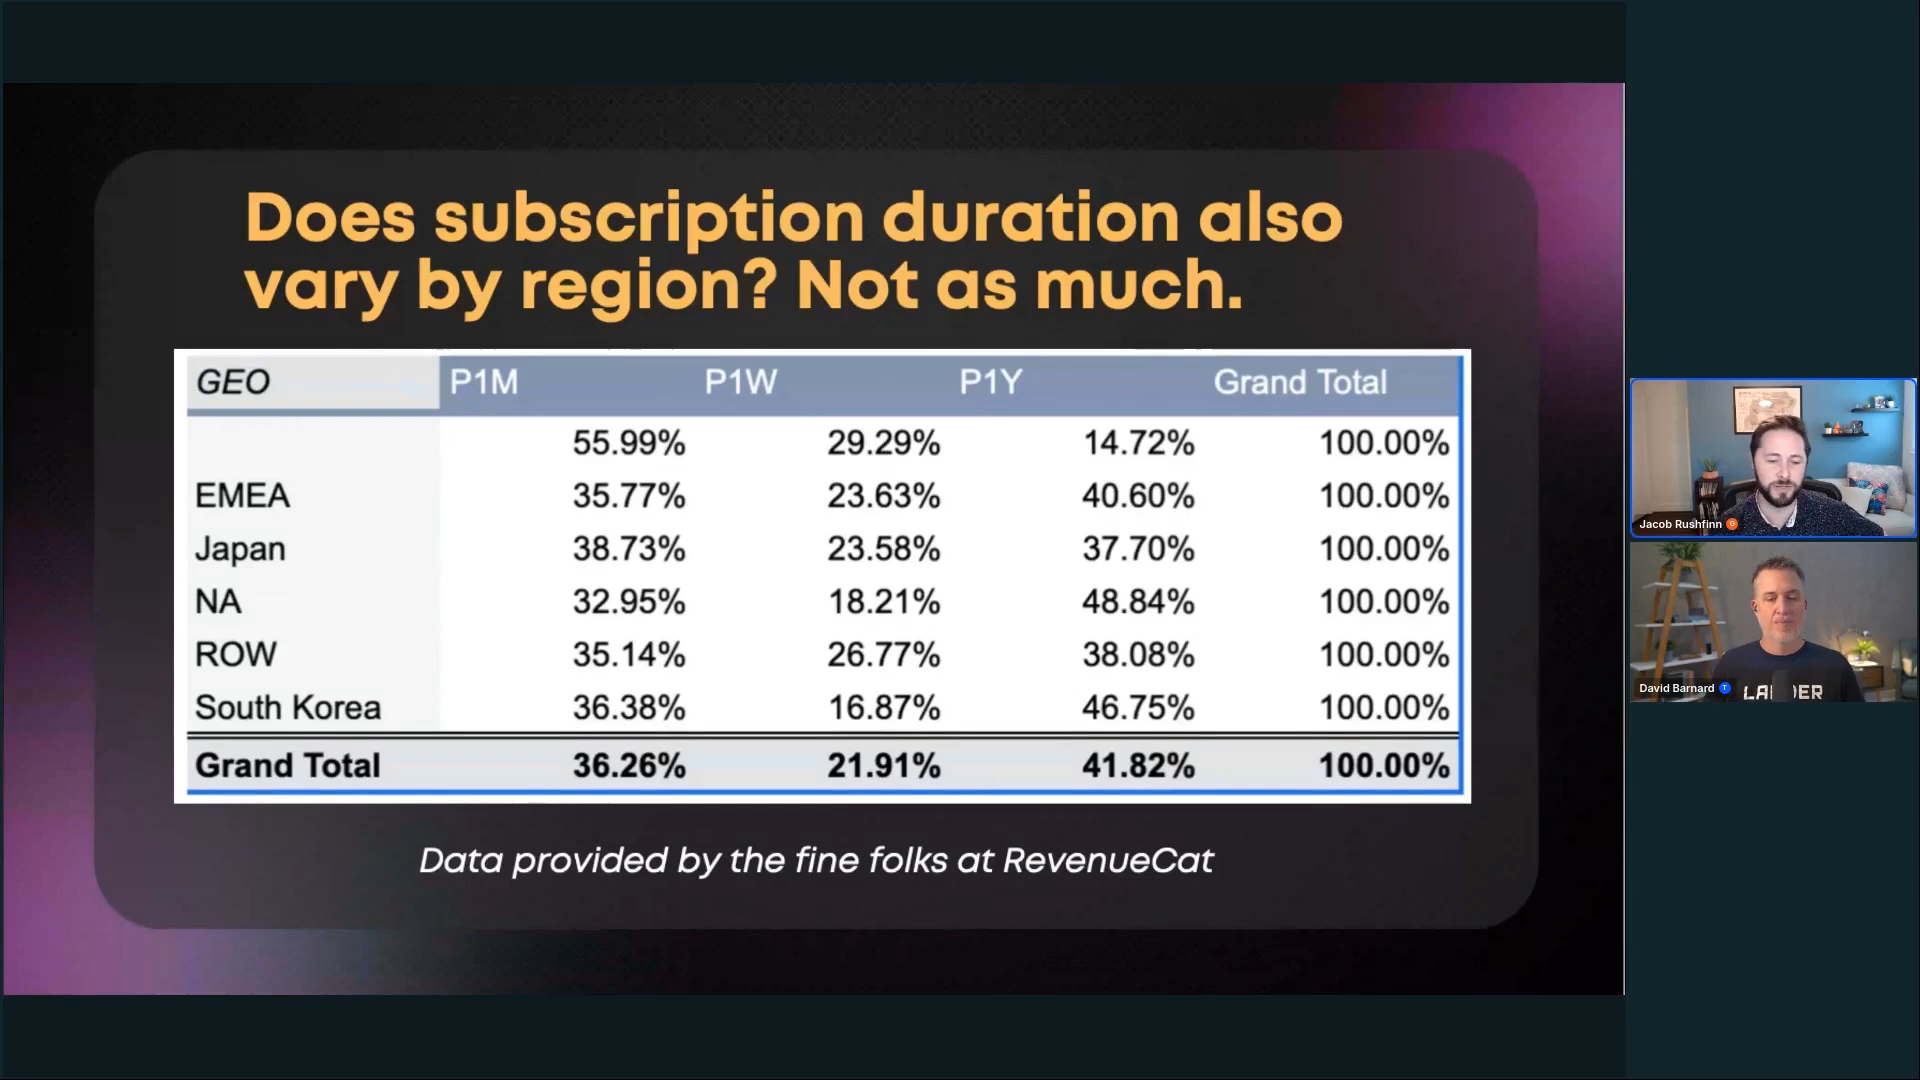 Does subscription duration also
vary by region? Not as much.
GEO P1M P1W P1Y Grand Total
55.99% 29.29% 14.72% 100.00%
EMEA 35.77% 23.63% 40.60% 100.00%
Japan 38.73% 23.58% 37.70% 100.00%
NA 32.95% 18.21% 48.84% 100.00%
ROW 35.14% 26.77% 38.08% 100.00%
South Korea 36.38% 16.87% 46.75% 100.00%
Grand Total 36.26% 21.91% 41.82% 100.00%
Data provided by the fine folks at RevenueCat
Jacob Rushfinn
David Barnard T